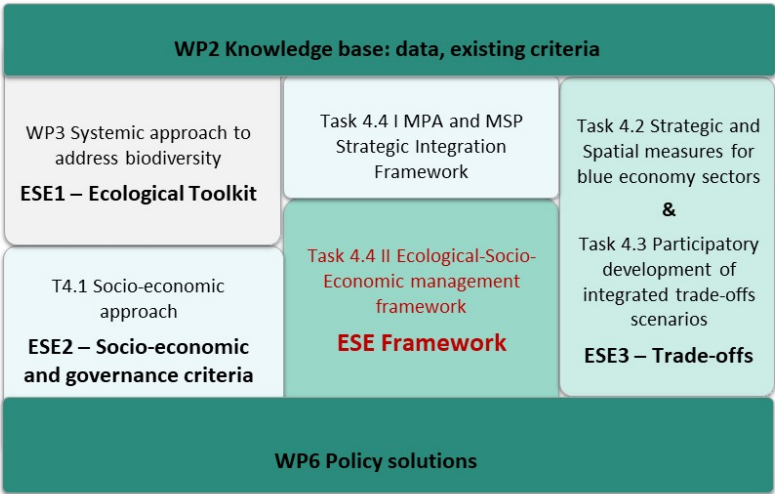 WP2 Knowledge base: data, existing criteria
WP3 Systemic approach to
address biodiversity
ESE1 – Ecological Toolkit
T4.1 Socio-economic
approach
ESE2 – Socio-economic
and governance criteria
Task 4.4 I MPA and MSP
Strategic Integration
Framework
Task 4.4 II Ecological-Socio-
Economic management
framework
ESE Framework
Task 4.2 Strategic and
Spatial measures for
blue economy sectors
&
Task 4.3 Participatory
development of
integrated trade-offs
scenarios
ESE3 – Trade-offs
WP6 Policy solutions